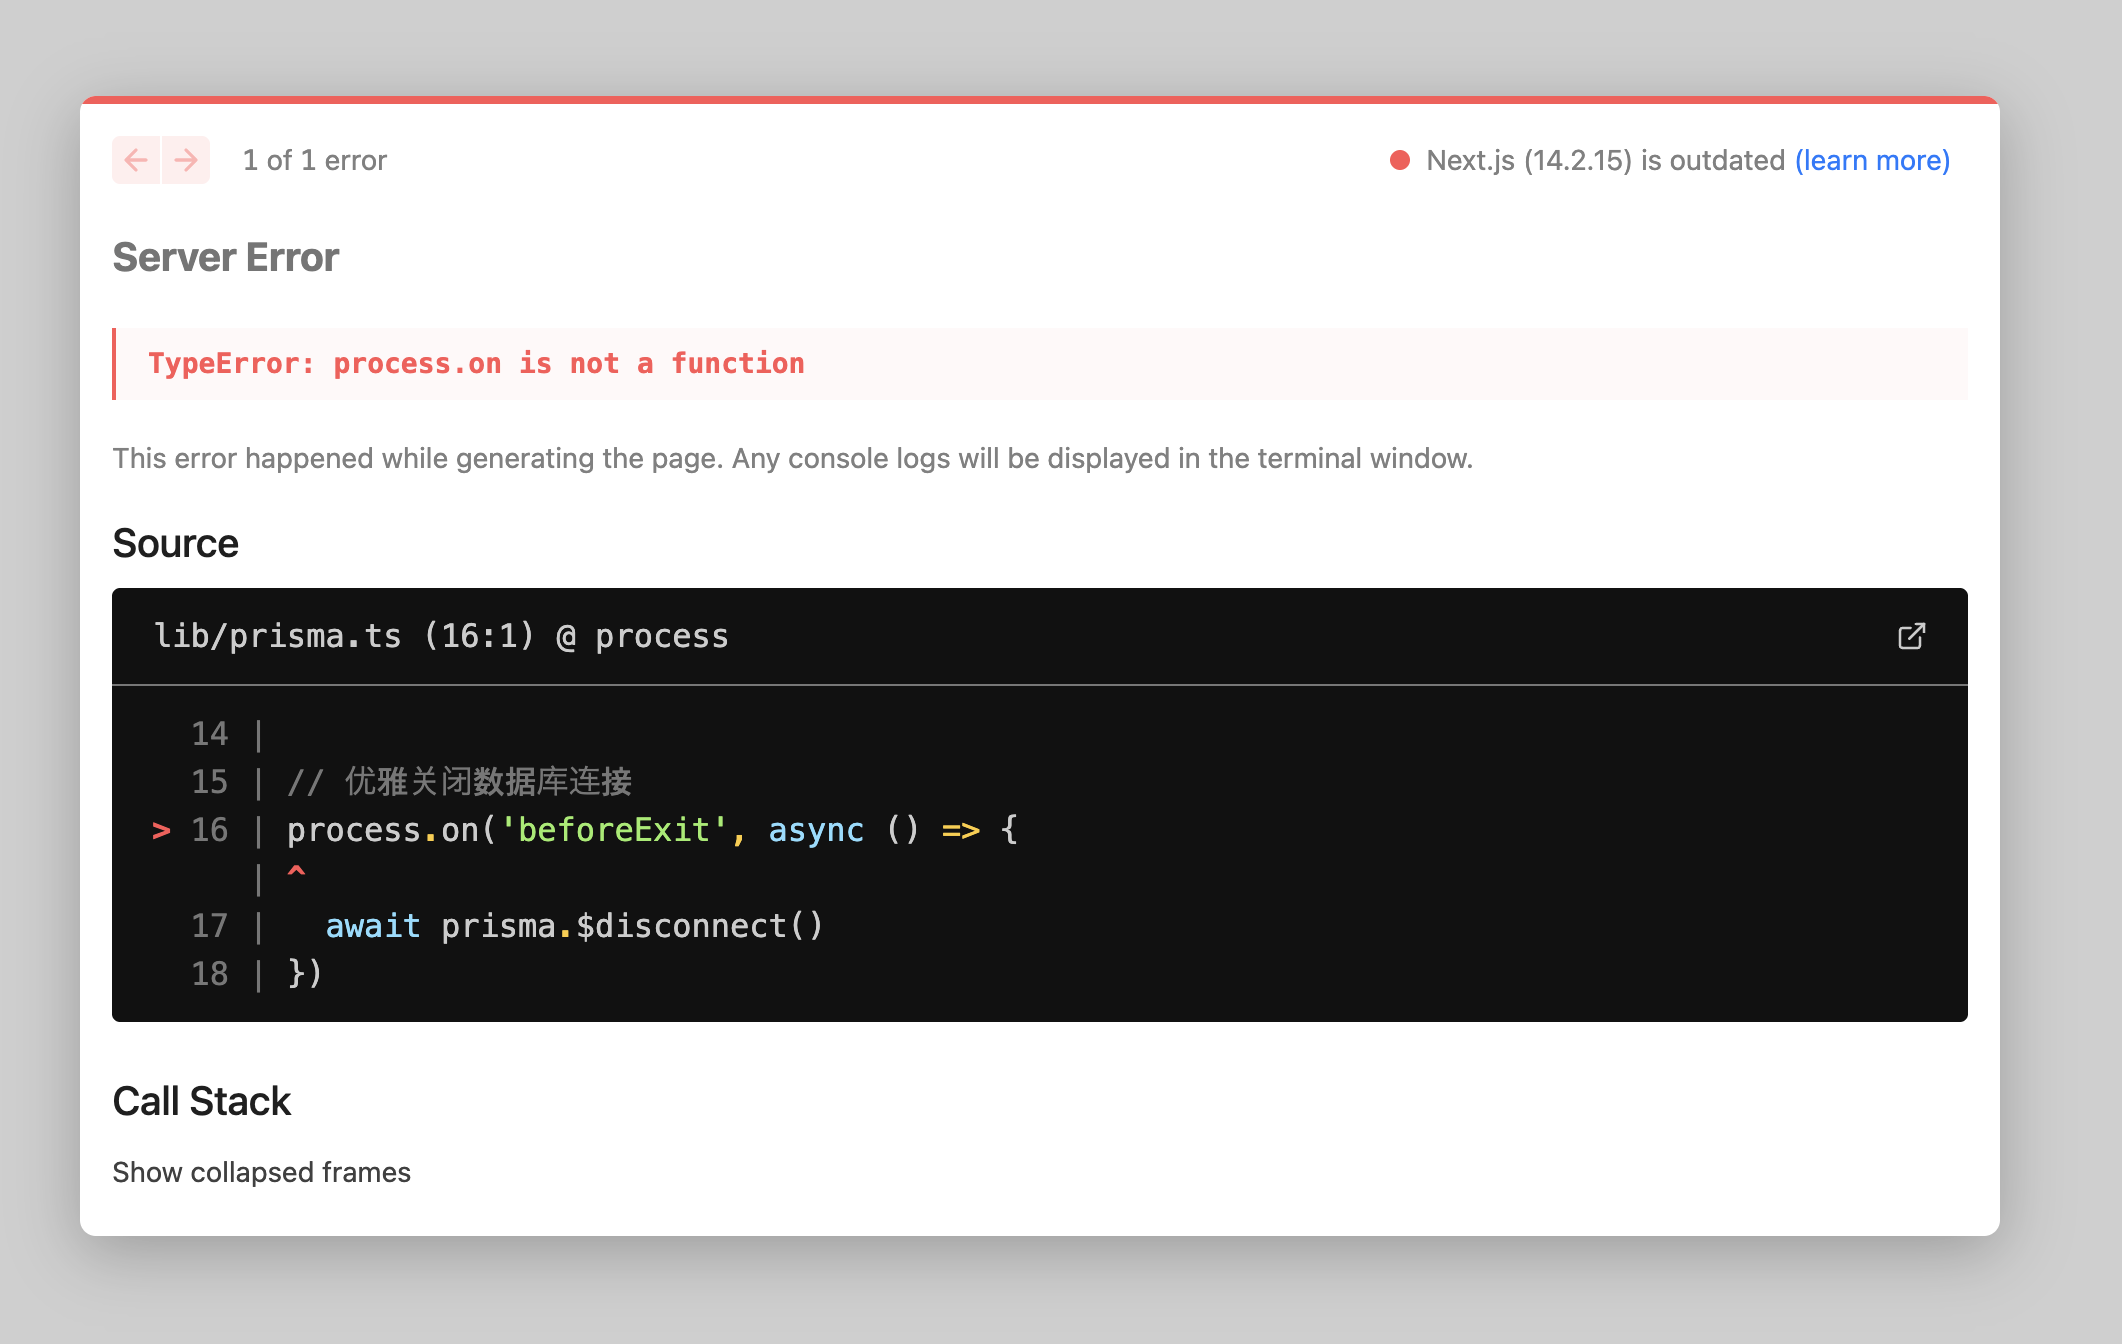 1 of 1 error
Next.js (14.2.15) is outdated (learn more)
Server Error
TypeError: process.on is not a function
This error happened while generating the page. Any console logs will be displayed in the terminal window.
Source
lib/prisma.ts (16:1) @ process
14 |
15 | // 优雅关闭数据库连接
> 16 | process.on('beforeExit', async () => {
| ^
17 |   await prisma.$disconnect()
18 | })
Call Stack
Show collapsed frames